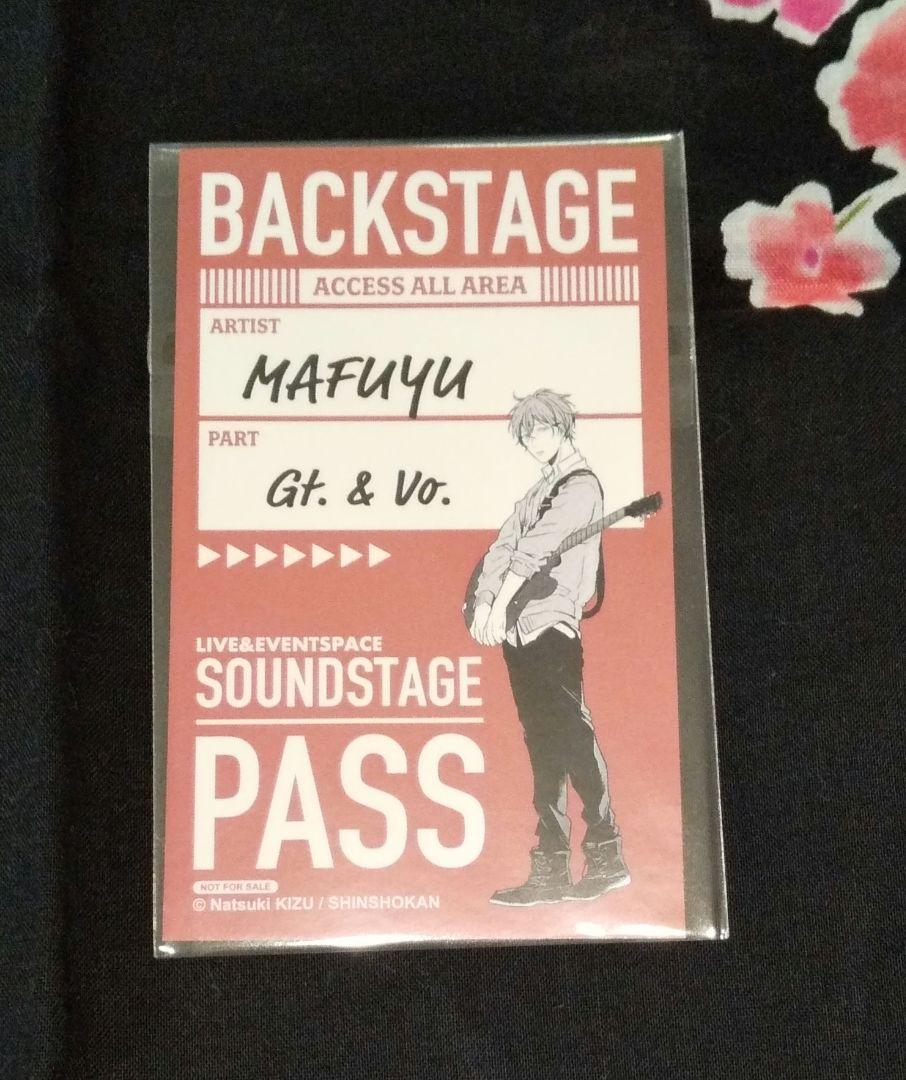 BACKSTAGE
ACCESS ALL AREA
ARTIST
MAFUYU
PART
Gt. & Vo.
LIVE&EVENTSPACE
SOUNDSTAGE
PASS
NOT FOR SALE
© Natsuki KIZU / SHINSHOKAN